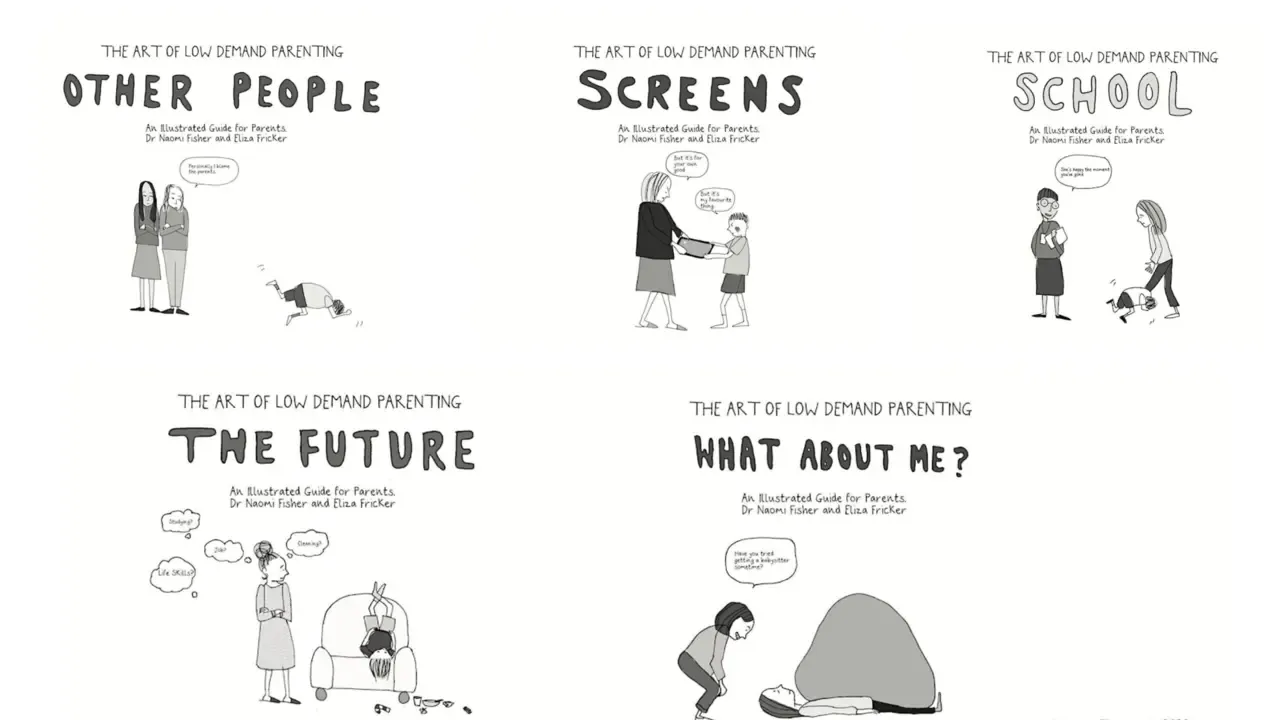 THE ART OF LOW DEMAND PARENTING
OTHER PEOPLE
An Illustrated Guide for Parents.
Dr Naomi Fisher and Eliza Fricker
Personally I blame
the parents.
THE ART OF LOW DEMAND PARENTING
SCREENS
An Illustrated Guide for Parents.
Dr Naomi Fisher and Eliza Fricker
But it's for
your own
good
But it's
my favourite
thing.
THE ART OF LOW DEMAND PARENTING
SCHOOL
An Illustrated Guide for Parents.
Dr Naomi Fisher and Eliza Fricker
She's happy the moment
you're gone
THE ART OF LOW DEMAND PARENTING
THE FUTURE
An Illustrated Guide for Parents.
Dr Naomi Fisher and Eliza Fricker
Studying?
Job?
Cleaning?
Life Skills?
THE ART OF LOW DEMAND PARENTING
WHAT ABOUT ME?
An Illustrated Guide for Parents.
Dr Naomi Fisher and Eliza Fricker
Have you tried
getting a babysitter
sometime?